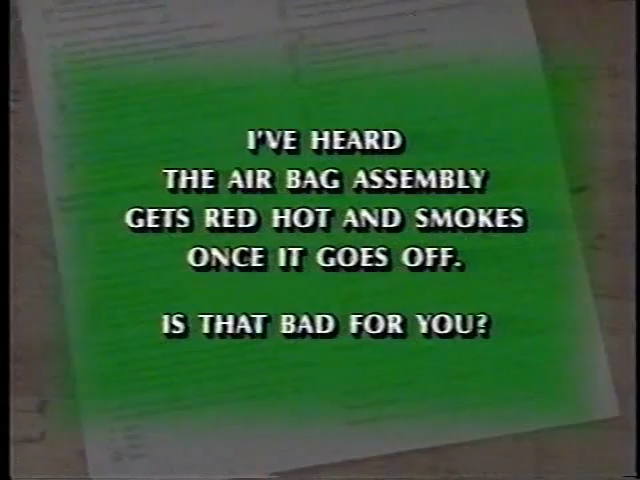 I'VE HEARD
THE AIR BAG ASSEMBLY
GETS RED HOT AND SMOKES
ONCE IT GOES OFF.
IS THAT BAD FOR YOU?